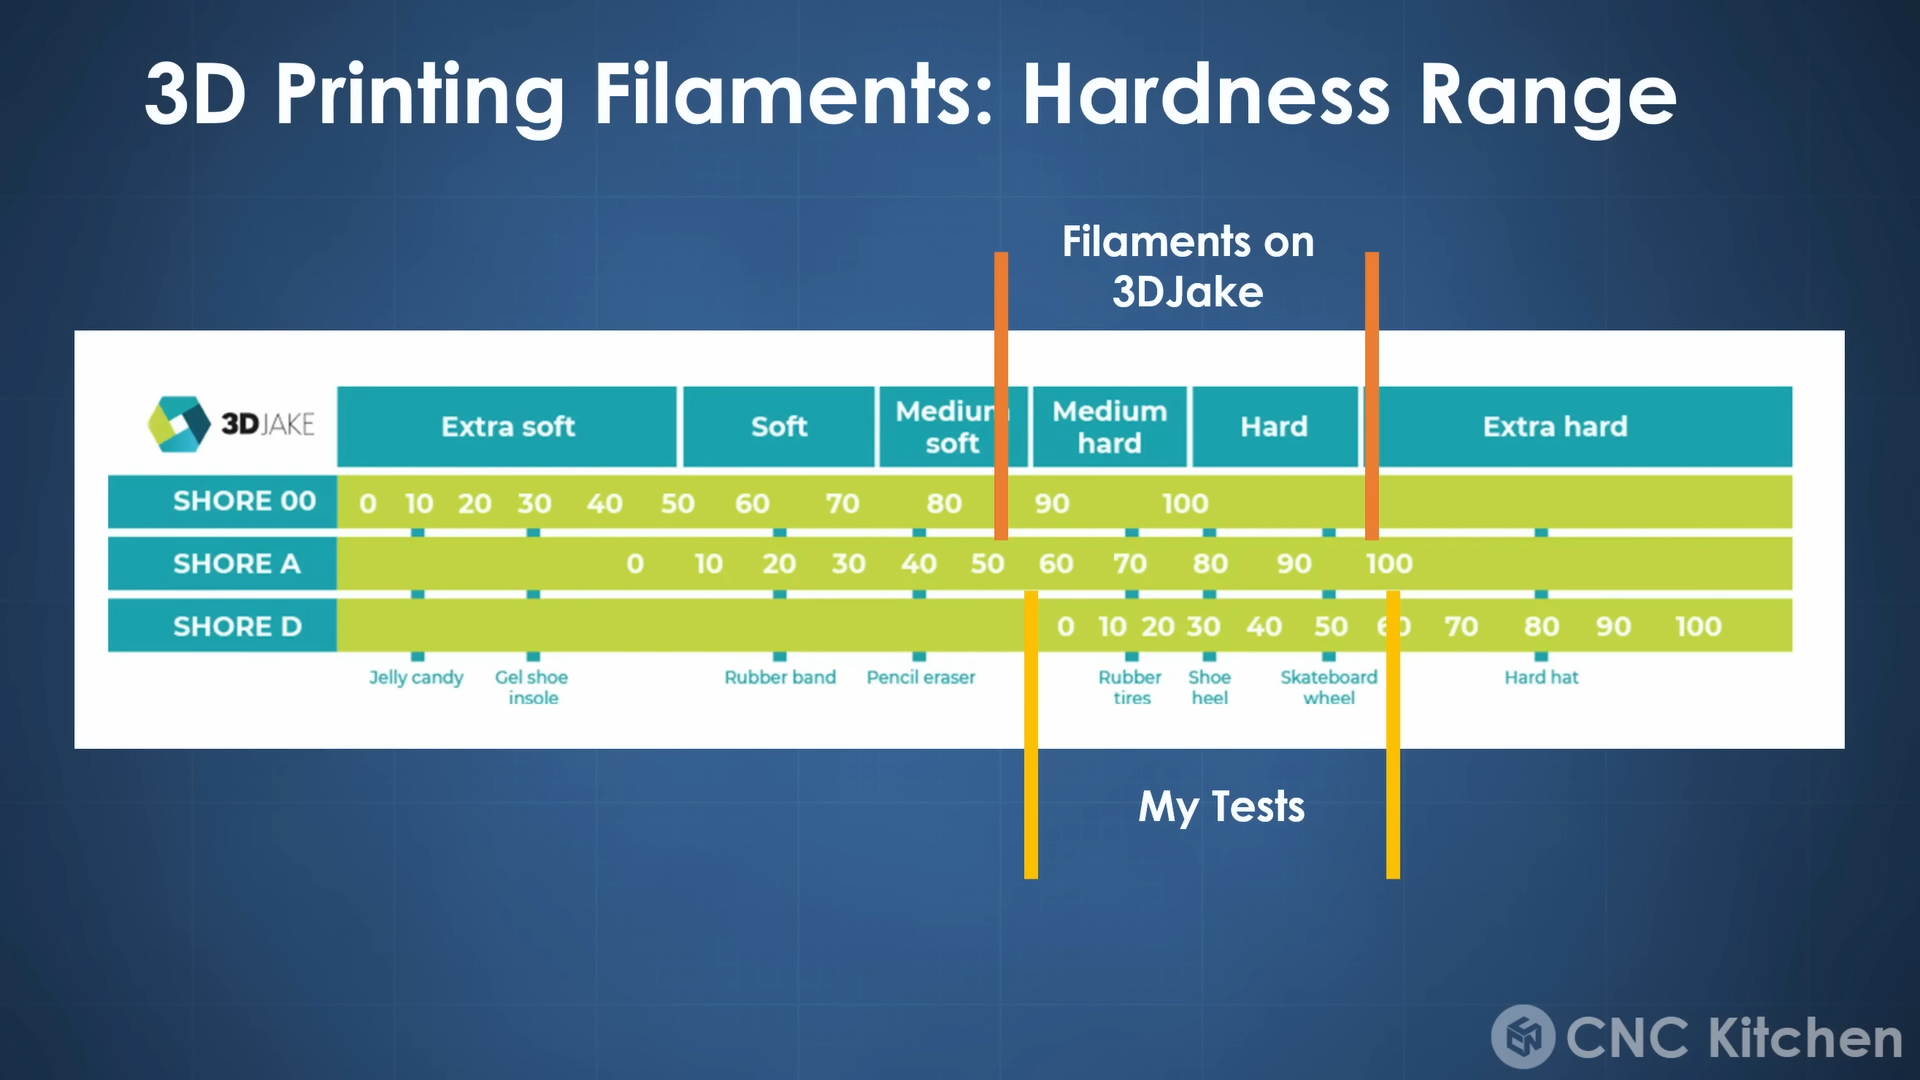 3D Printing Filaments: Hardness Range
Filaments on
3DJake
3DJAKE
Extra soft
Soft
Medium
soft
Medium
hard
Hard
Extra hard
SHORE 00 0 10 20 30 40 50 60 70 80 90 100
SHORE A 0 10 20 30 40 50 60 70 80 90 100
SHORE D 0 10 20 30 40 50 60 70 80 90 100
Jelly candy
Gel shoe
insole
Rubber band
Pencil eraser
Rubber
tires
Shoe
heel
Skateboard
wheel
Hard hat
My Tests
CNC Kitchen